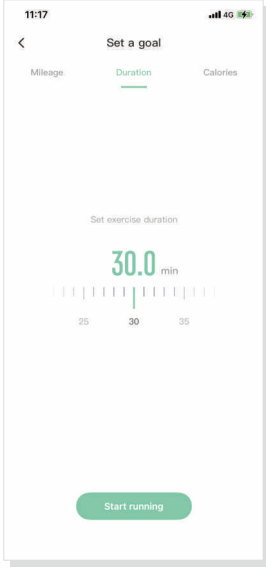 11:17 4G
Set a goal
Mileage Duration Calories
Set exercise duration
30.0 min
25 30 35
Start running